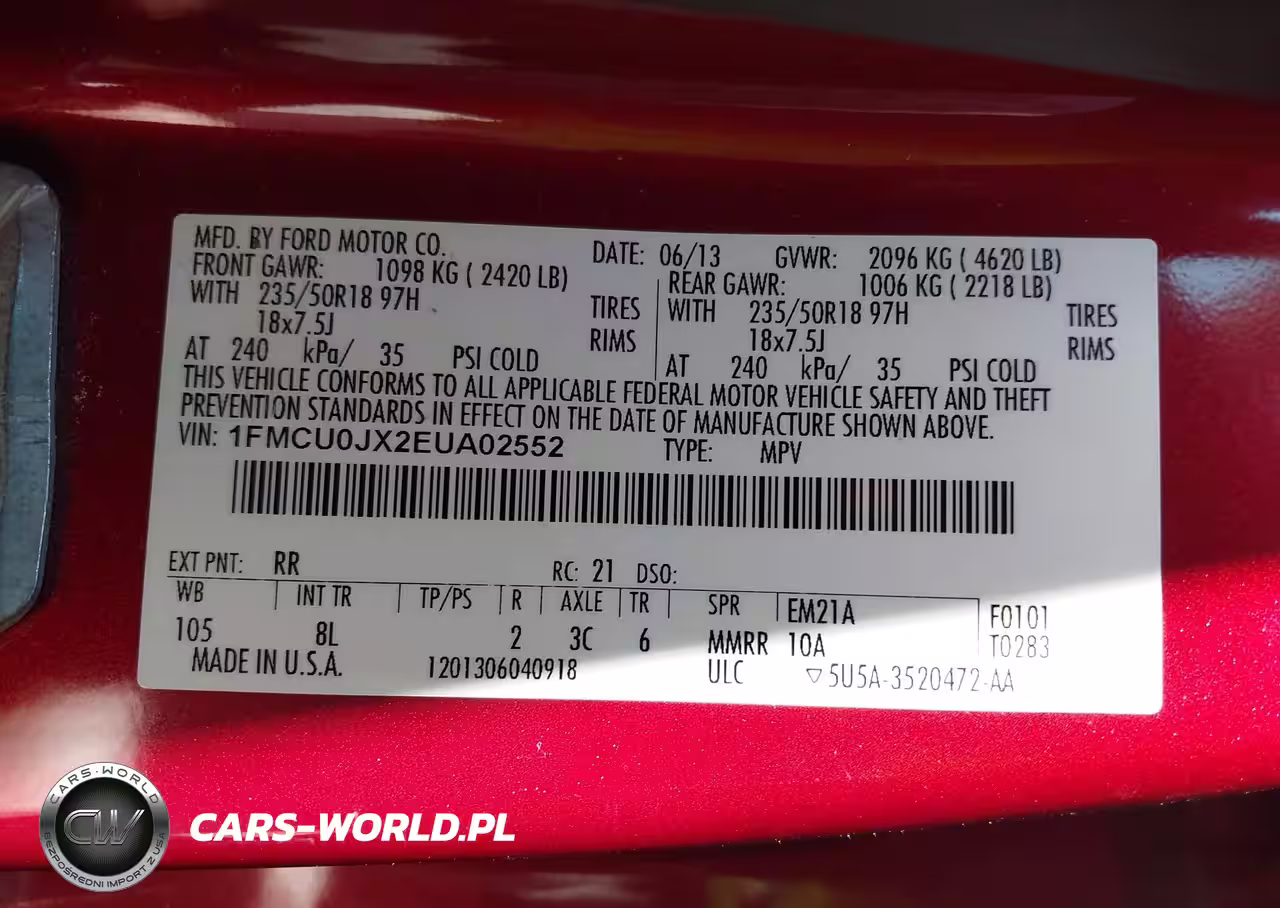 MFD. BY FORD MOTOR CO. DATE: 06/13 GVWR: 2096 KG ( 4620 LB)
FRONT GAWR: 1098 KG ( 2420 LB) REAR GAWR: 1006 KG ( 2218 LB)
WITH 235/50R18 97H TIRES WITH 235/50R18 97H TIRES
18x7.5J RIMS 18x7.5J RIMS
AT 240 kPa/ 35 PSI COLD AT 240 kPa/ 35 PSI COLD
THIS VEHICLE CONFORMS TO ALL APPLICABLE FEDERAL MOTOR VEHICLE SAFETY AND THEFT
PREVENTION STANDARDS IN EFFECT ON THE DATE OF MANUFACTURE SHOWN ABOVE.
VIN: 1FMCU0JX2EUA02552 TYPE: MPV
EXT PNT: RR RC: 21 DSO:
WB INT TR TP/PS R AXLE TR SPR EM21A F0101
105 8L 2 3C 6 MMRR 10A T0283
MADE IN U.S.A. 1201306040918 ULC ▽5U5A-3520472-AA
CARS-WORLD
CW
BEZPOŚREDNI IMPORT Z USA
CARS-WORLD.PL